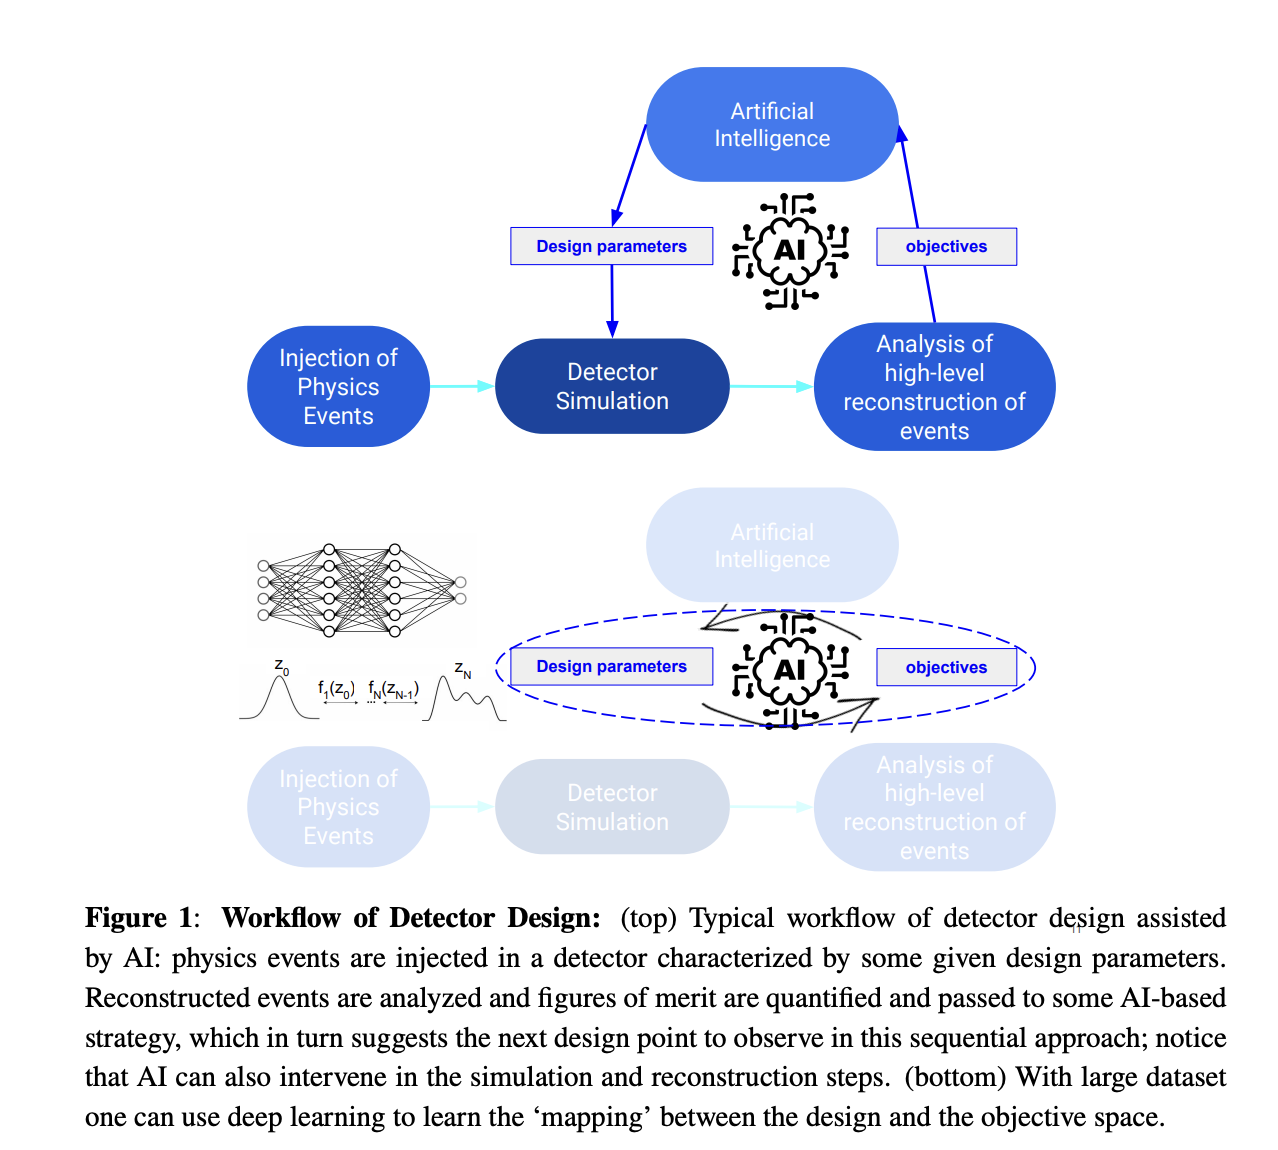 Artificial
Intelligence
Design parameters
AI
objectives
Injection of
Physics
Events
Detector
Simulation
Analysis of
high-level
reconstruction of
events
Artificial
Intelligence
z0
f1(z0) ... fN(zN-1)
zN
Design parameters
AI
objectives
Injection of
Physics
Events
Detector
Simulation
Analysis of
high-level
reconstruction of
events
Figure 1: Workflow of Detector Design: (top) Typical workflow of detector design assisted
by AI: physics events are injected in a detector characterized by some given design parameters.
Reconstructed events are analyzed and figures of merit are quantified and passed to some AI-based
strategy, which in turn suggests the next design point to observe in this sequential approach; notice
that AI can also intervene in the simulation and reconstruction steps. (bottom) With large dataset
one can use deep learning to learn the ‘mapping’ between the design and the objective space.